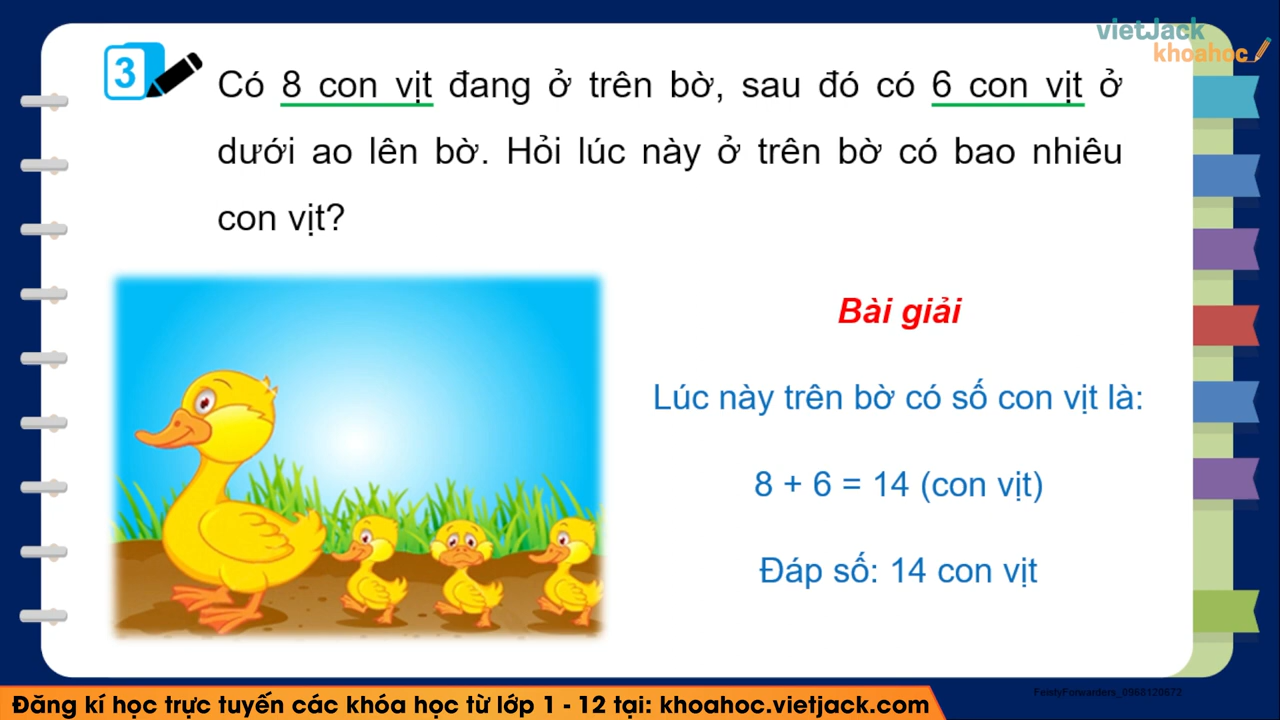 vietJack
khoahoc
3
Có 8 con vịt đang ở trên bờ, sau đó có 6 con vịt ở
dưới ao lên bờ. Hỏi lúc này ở trên bờ có bao nhiêu
con vịt?
Bài giải
Lúc này trên bờ có số con vịt là:
8 + 6 = 14 (con vịt)
Đáp số: 14 con vịt
FeistyForwarders_0968120672
Đăng kí học trực tuyến các khóa học từ lớp 1 - 12 tại: khoahoc.vietjack.com